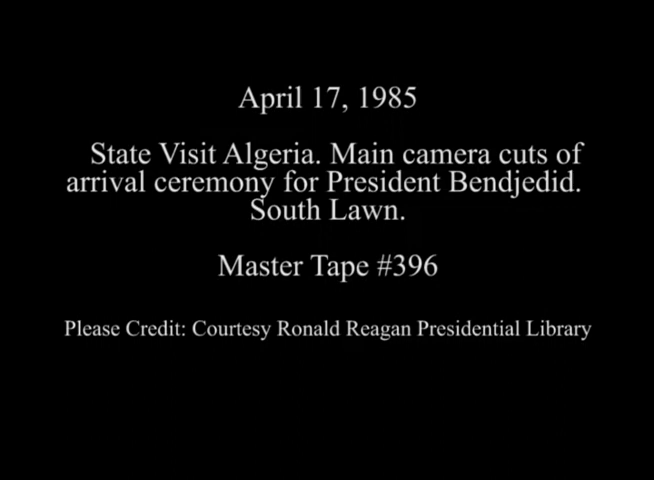 April 17, 1985
State Visit Algeria. Main camera cuts of
arrival ceremony for President Bendjedid.
South Lawn.
Master Tape #396
Please Credit: Courtesy Ronald Reagan Presidential Library